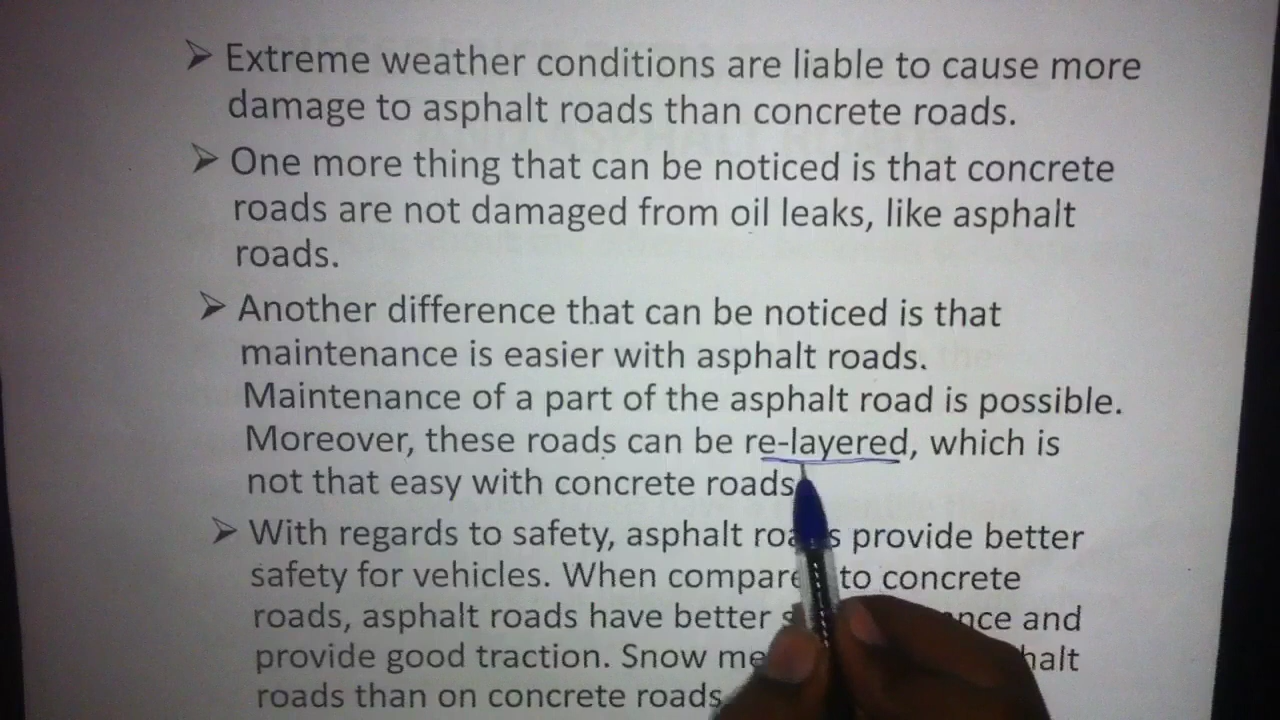 ➢ Extreme weather conditions are liable to cause more
damage to asphalt roads than concrete roads.
➢ One more thing that can be noticed is that concrete
roads are not damaged from oil leaks, like asphalt
roads.
➢ Another difference that can be noticed is that
maintenance is easier with asphalt roads.
Maintenance of a part of the asphalt road is possible.
Moreover, these roads can be re-layered, which is
not that easy with concrete roads
➢ With regards to safety, asphalt roads provide better
safety for vehicles. When compared to concrete
roads, asphalt roads have better and
provide good traction. Snow
roads than on concrete roads